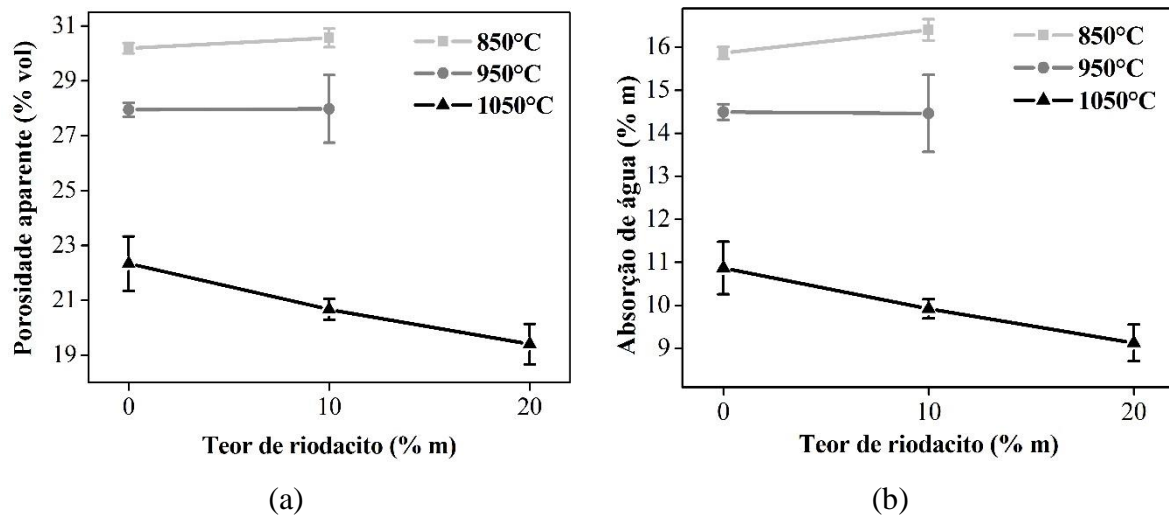 31
29
27
25
23
21
19
Porosidade aparente (% vol)
850°C
950°C
1050°C
0 10 20
Teor de riodacito (% m)
(a)
16
15
14
13
12
11
10
9
Absorção de água (% m)
850°C
950°C
1050°C
0 10 20
Teor de riodacito (% m)
(b)